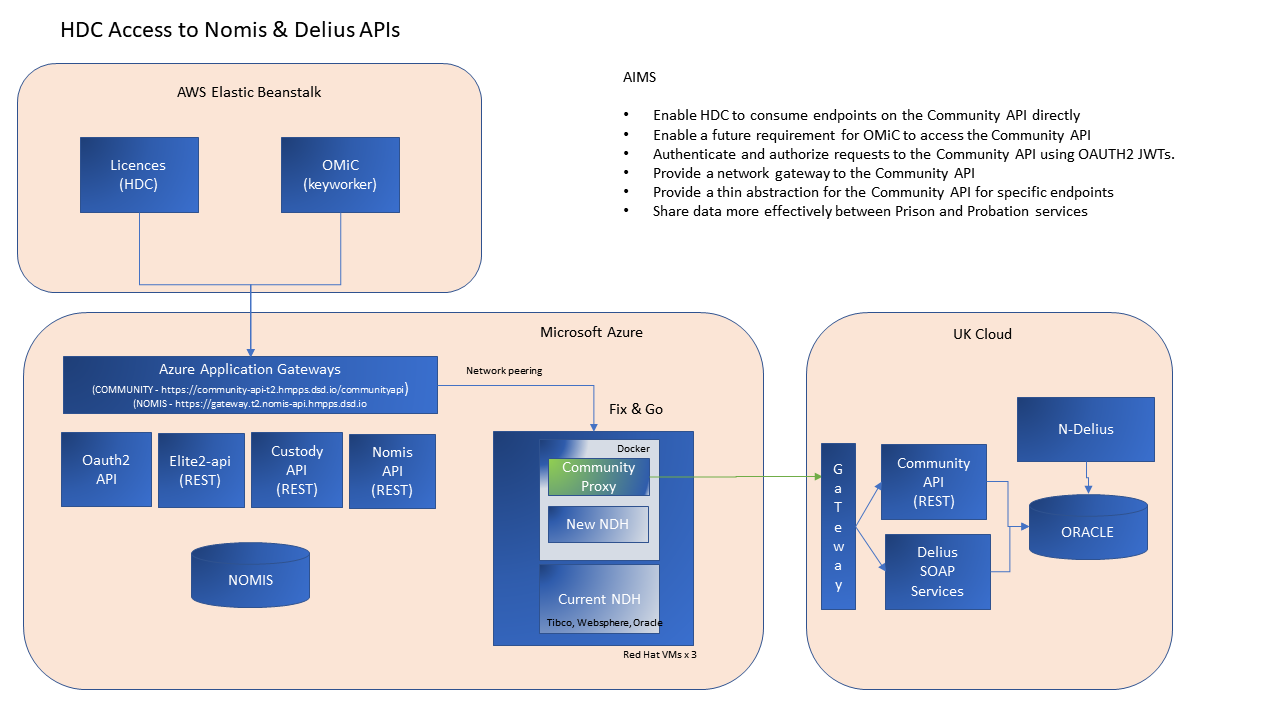 HDC Access to Nomis & Delius APIs
AWS Elastic Beanstalk
Licences
(HDC)
OMiC
(keyworker)
AIMS
• Enable HDC to consume endpoints on the Community API directly
• Enable a future requirement for OMiC to access the Community API
• Authenticate and authorize requests to the Community API using OAUTH2 JWTs.
• Provide a network gateway to the Community API
• Provide a thin abstraction for the Community API for specific endpoints
• Share data more effectively between Prison and Probation services
Microsoft Azure
Azure Application Gateways
(COMMUNITY - https://community-api-t2.hmpps.dsd.io/communityapi)
(NOMIS - https://gateway.t2.nomis-api.hmpps.dsd.io
Network peering
Fix & Go
Oauth2
API
Elite2-api
(REST)
Custody
API
(REST)
Nomis
API
(REST)
NOMIS
Docker
Community
Proxy
New NDH
Current NDH
Tibco, Websphere, Oracle
Red Hat VMs x 3
UK Cloud
G
a
T
e
w
a
y
Community
API
(REST)
Delius
SOAP
Services
N-Delius
ORACLE